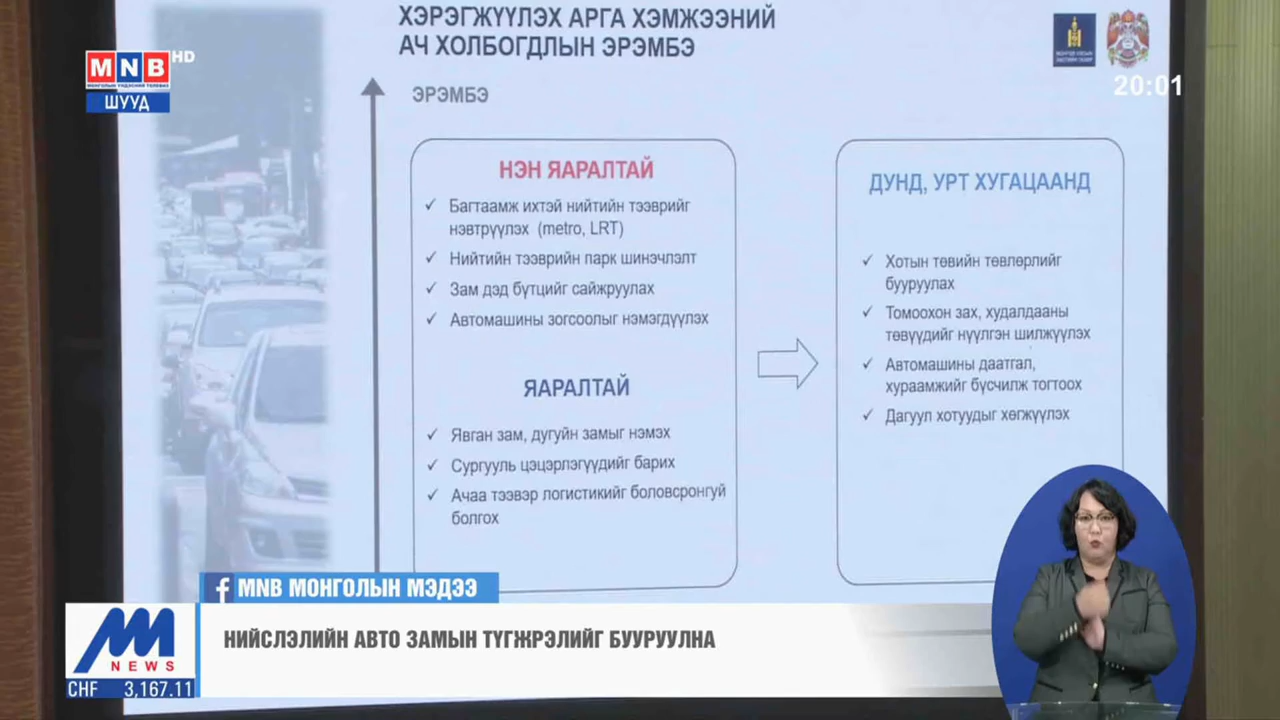 ХЭРЭГЖҮҮЛЭХ АРГА ХЭМЖЭЭНИЙ
АЧ ХОЛБОГДЛЫН ЭРЭМБЭ
MNB HD
МОНГОЛЫН ҮНДЭСНИЙ ТЕЛЕВИЗ
ШУУД
20:01
ЭРЭМБЭ
НЭН ЯАРАЛТАЙ
✓ Багтаамж ихтэй нийтийн тээврийг
нэвтрүүлэх (metro, LRT)
✓ Нийтийн тээврийн парк шинэчлэлт
✓ Зам дэд бүтцийг сайжруулах
✓ Автомашины зогсоолыг нэмэгдүүлэх
ЯАРАЛТАЙ
✓ Явган зам, дугуйн замыг нэмэх
✓ Сургууль цэцэрлэгүүдийг барих
✓ Ачаа тээвэр логистикийг боловсронгуй
болгох
ДУНД, УРТ ХУГАЦААНД
✓ Хотын төвийн төвлөрлийг
бууруулах
✓ Томоохон зах, худалдааны
төвүүдийг нүүлгэн шилжүүлэх
✓ Автомашины даатгал,
хураамжийг бүсчилж тогтоох
✓ Дагуул хотуудыг хөгжүүлэх
f MNB МОНГОЛЫН МЭДЭЭ
НИЙСЛЭЛИЙН АВТО ЗАМЫН ТҮГЖРЭЛИЙГ БУУРУУЛНА
NEWS
CHF 3,167.11